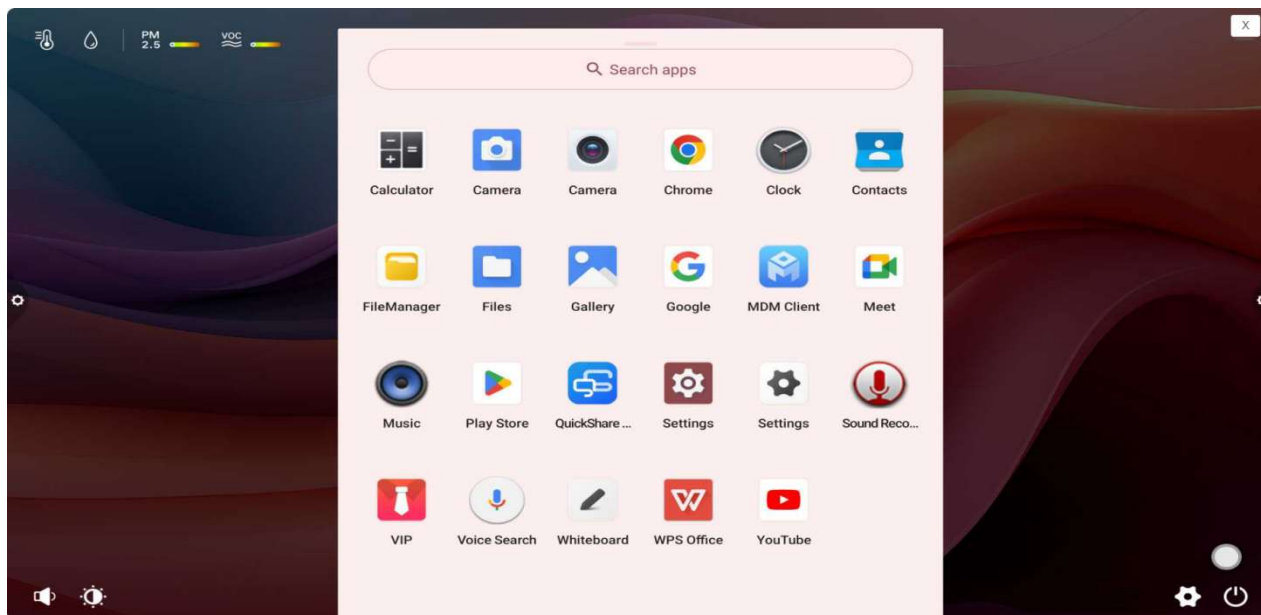 PM
2.5
VOC
X
Search apps
Calculator Camera Camera Chrome Clock Contacts
FileManager Files Gallery Google MDM Client Meet
Music Play Store QuickShare ... Settings Settings Sound Reco...
VIP Voice Search Whiteboard WPS Office YouTube